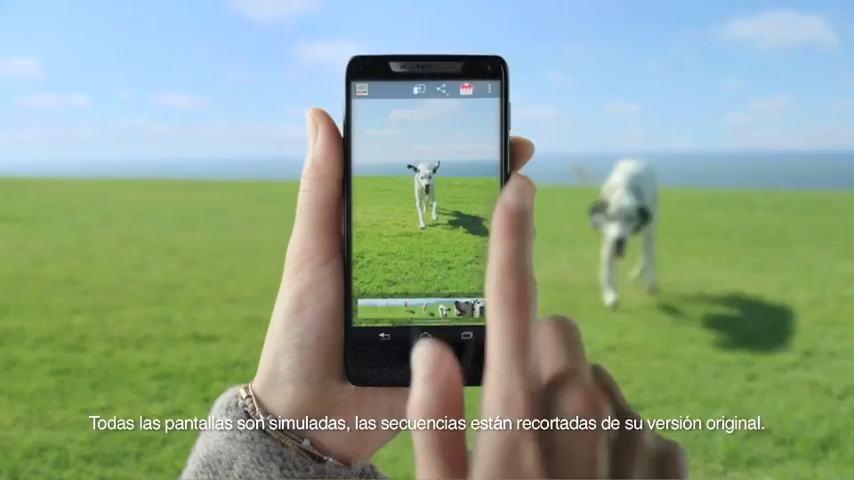 Todas las pantallas son simuladas, las secuencias están recortadas de su versión original.